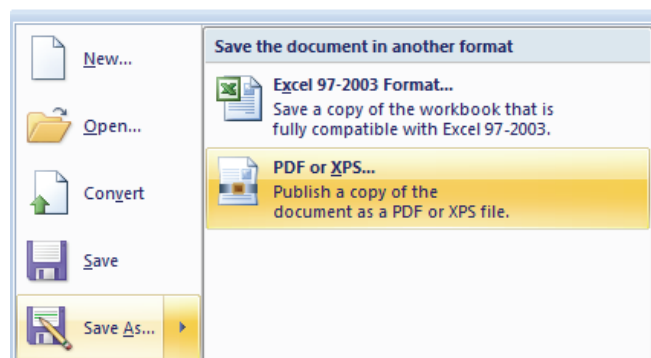 New...
Open...
Convert
Save
Save As...
Save the document in another format
Excel 97-2003 Format...
Save a copy of the workbook that is
fully compatible with Excel 97-2003.
PDF or XPS...
Publish a copy of the
document as a PDF or XPS file.